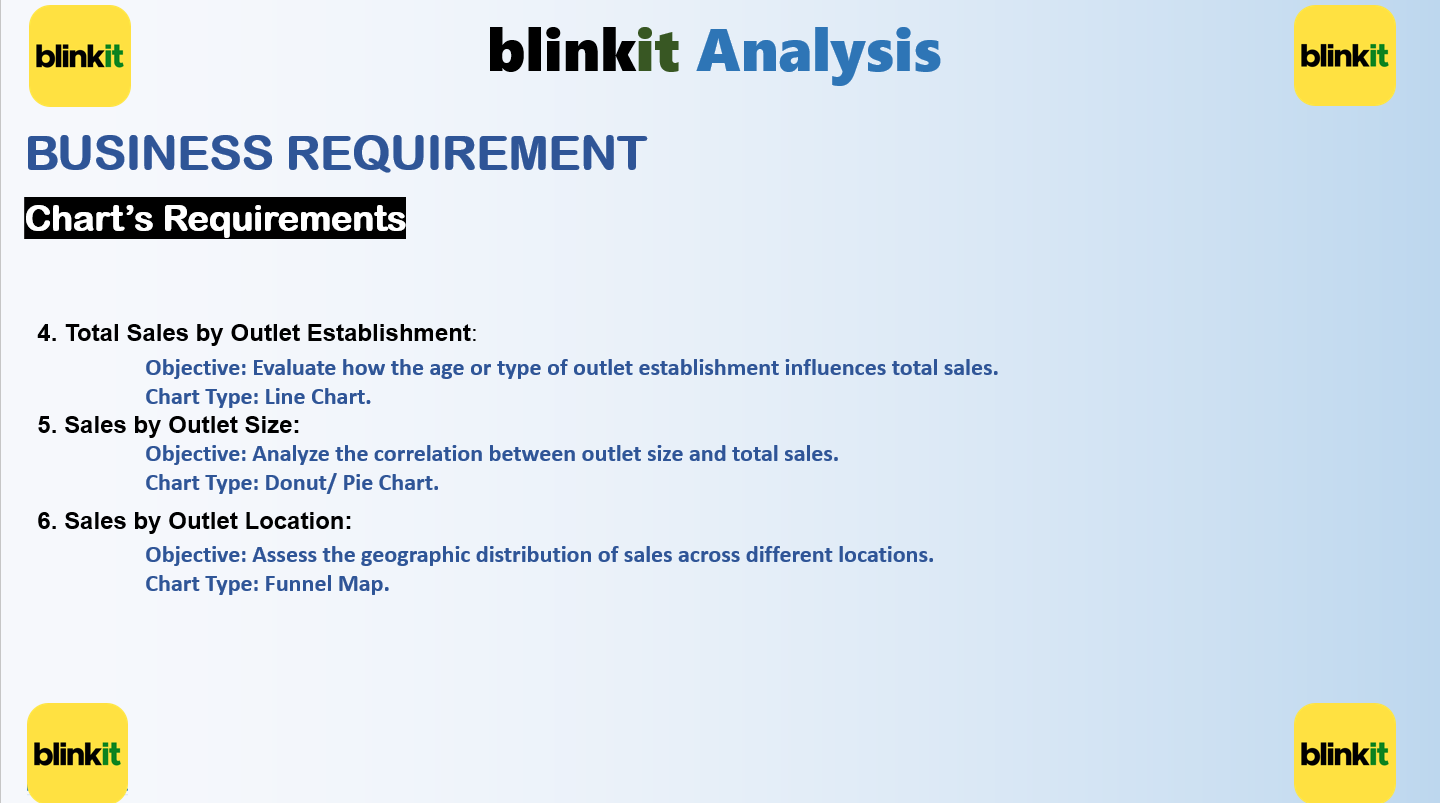 blinkit
blinkit Analysis
blinkit
BUSINESS REQUIREMENT
Chart’s Requirements
4. Total Sales by Outlet Establishment:
Objective: Evaluate how the age or type of outlet establishment influences total sales.
Chart Type: Line Chart.
5. Sales by Outlet Size:
Objective: Analyze the correlation between outlet size and total sales.
Chart Type: Donut/ Pie Chart.
6. Sales by Outlet Location:
Objective: Assess the geographic distribution of sales across different locations.
Chart Type: Funnel Map.
blinkit
blinkit